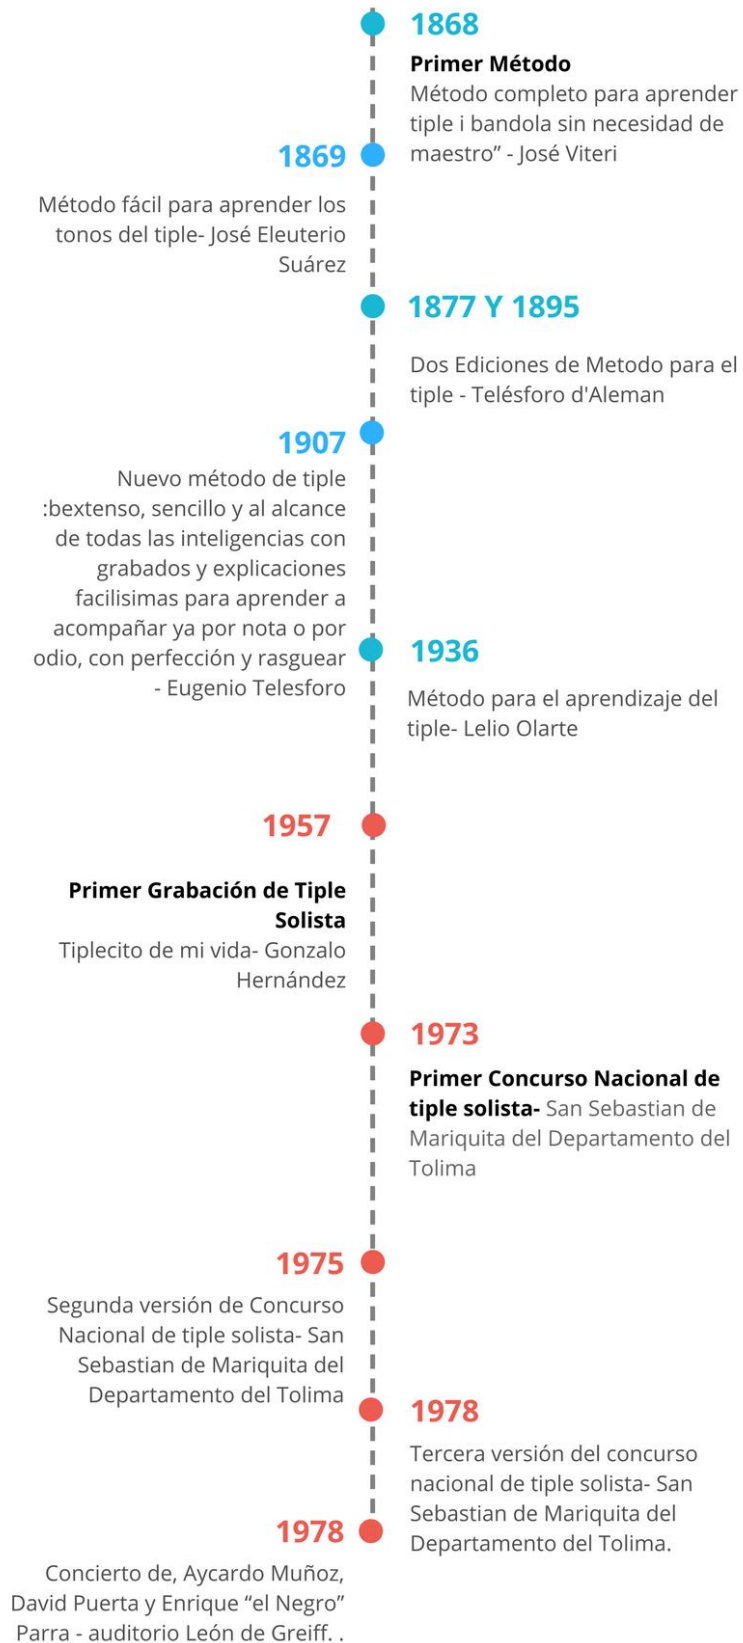 1868
Primer Método
Método completo para aprender
tiple i bandola sin necesidad de
maestro” - José Viteri
1869
Método fácil para aprender los
tonos del tiple- José Eleuterio
Suárez
1877 Y 1895
Dos Ediciones de Metodo para el
tiple - Telésforo d'Aleman
1907
Nuevo método de tiple
:bextenso, sencillo y al alcance
de todas las inteligencias con
grabados y explicaciones
facilisimas para aprender a
acompañar ya por nota o por
odio, con perfección y rasguear
- Eugenio Telesforo
1936
Método para el aprendizaje del
tiple- Lelio Olarte
1957
Primer Grabación de Tiple
Solista
Tiplecito de mi vida- Gonzalo
Hernández
1973
Primer Concurso Nacional de
tiple solista- San Sebastian de
Mariquita del Departamento del
Tolima
1975
Segunda versión de Concurso
Nacional de tiple solista- San
Sebastian de Mariquita del
Departamento del Tolima
1978
Tercera versión del concurso
nacional de tiple solista- San
Sebastian de Mariquita del
Departamento del Tolima.
1978
Concierto de, Aycardo Muñoz,
David Puerta y Enrique “el Negro”
Parra - auditorio León de Greiff. .